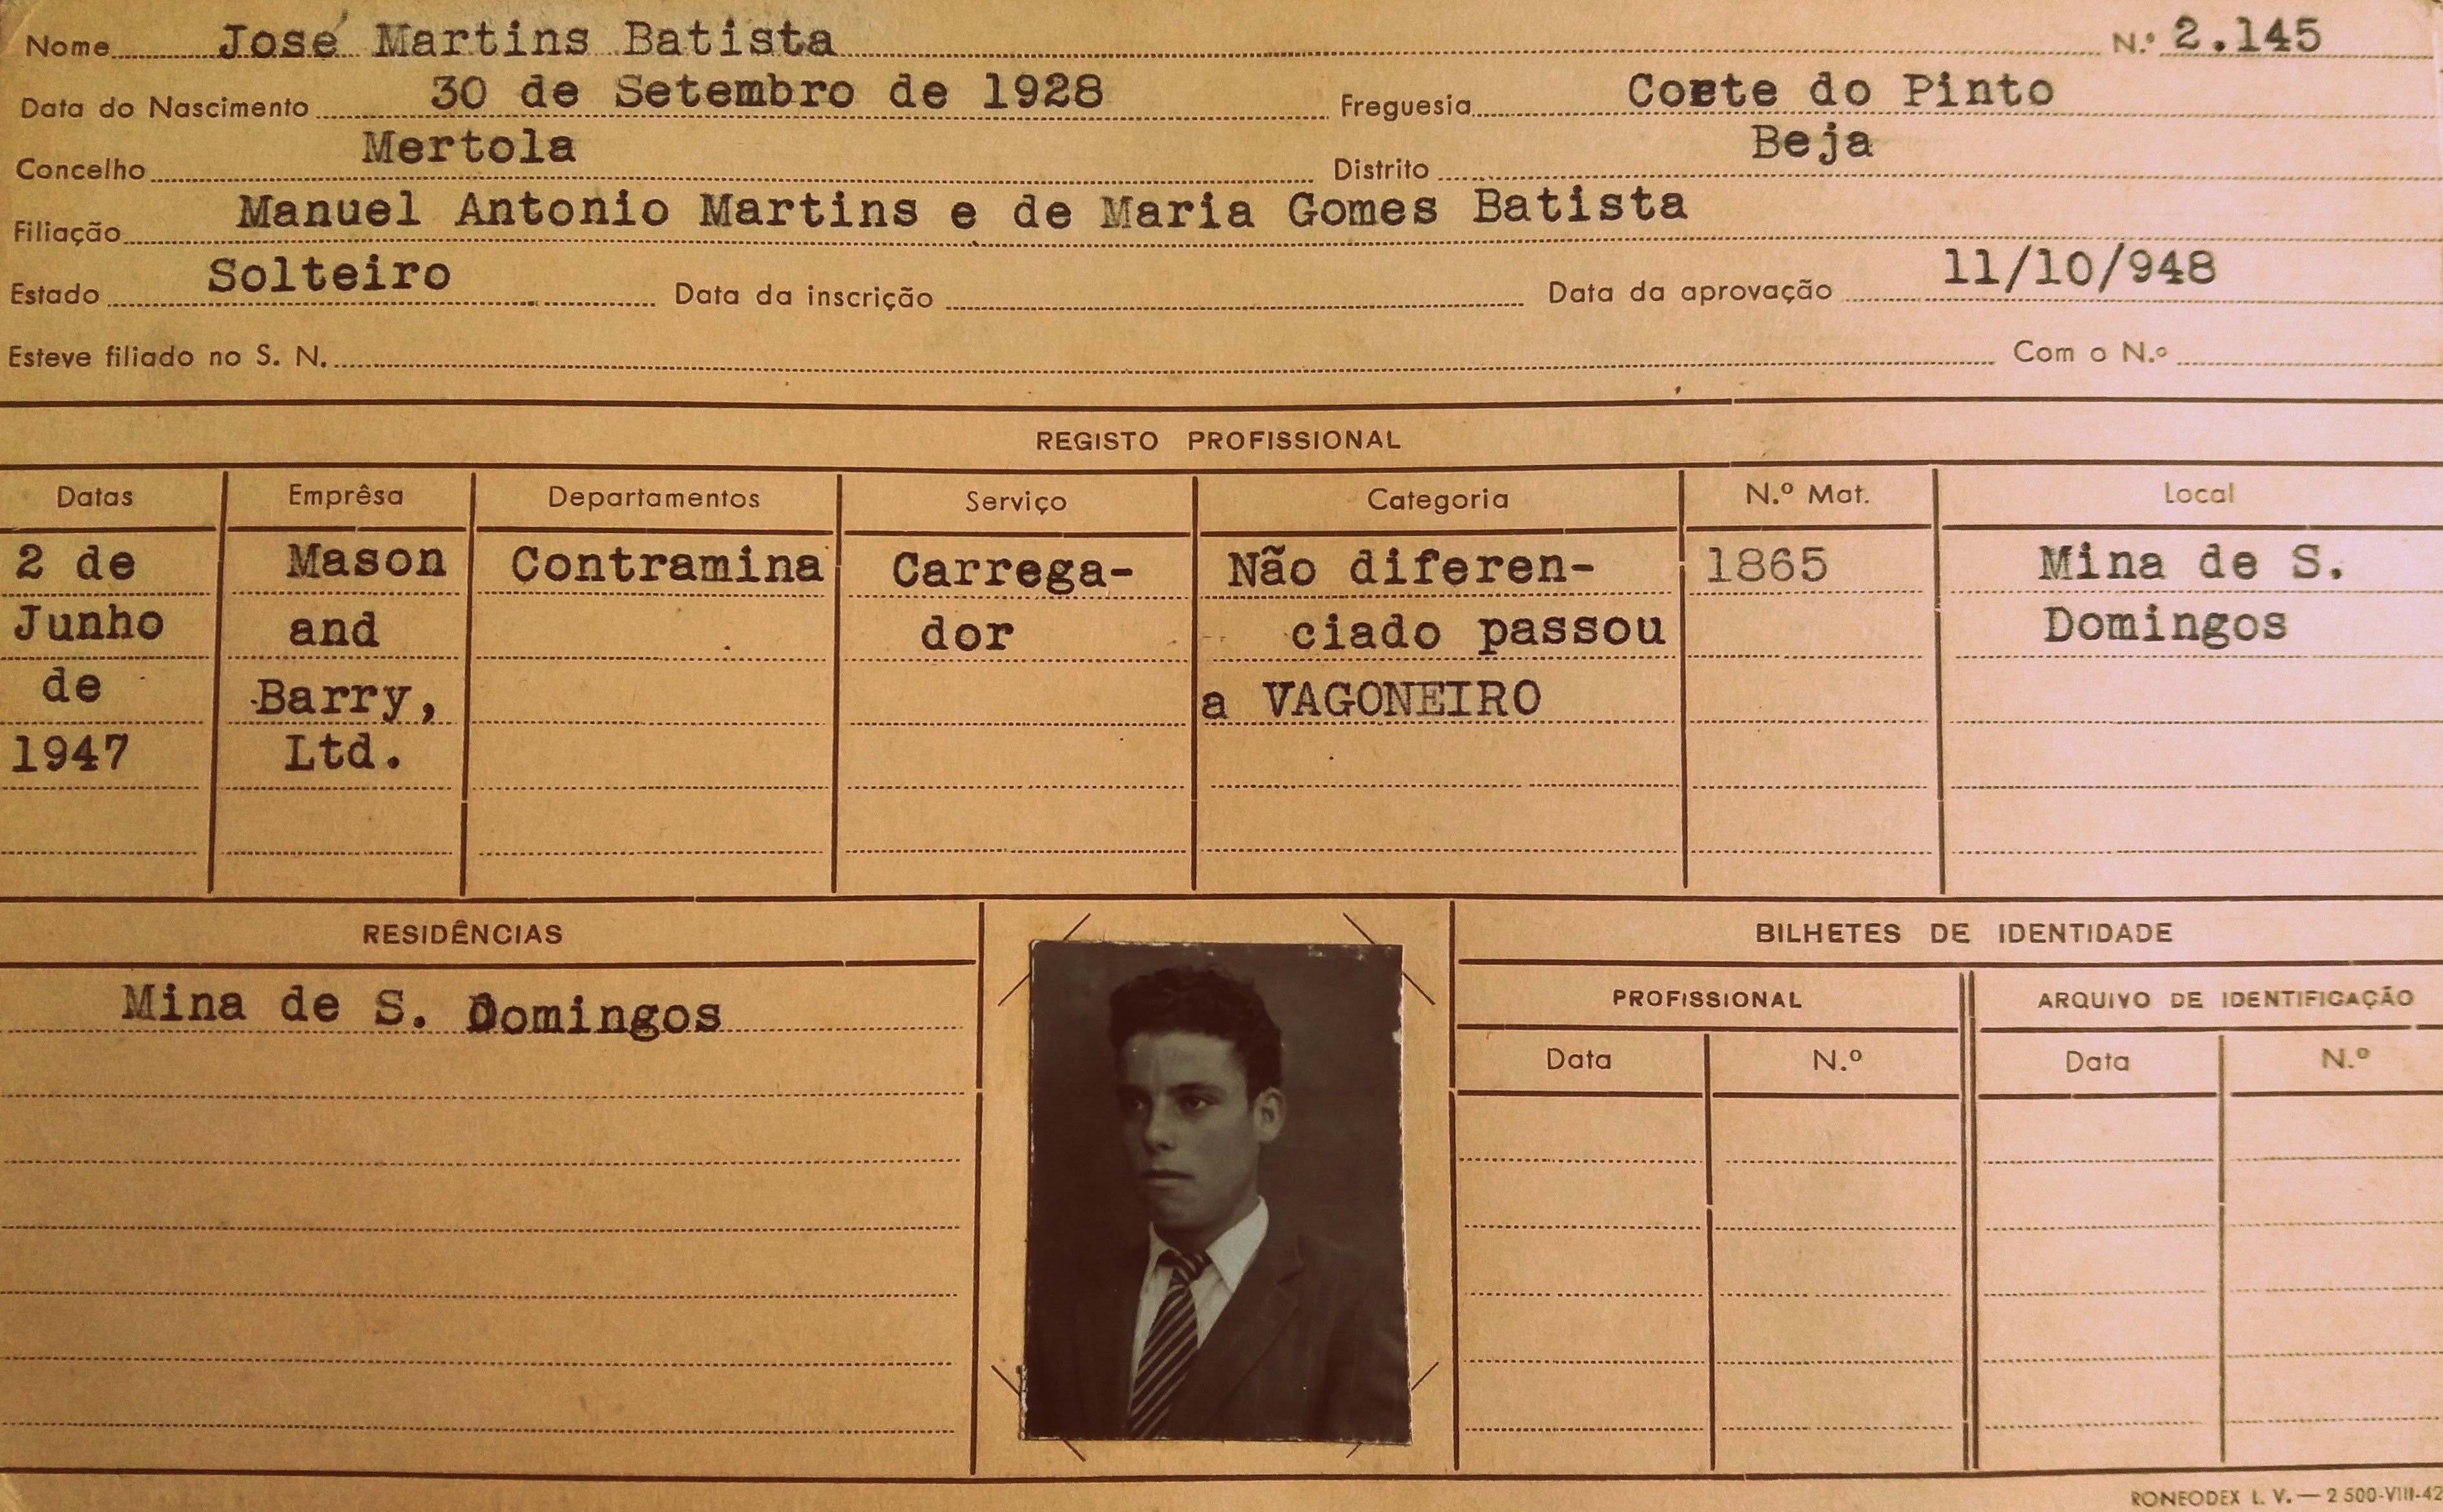 Nome José Martins Batista N.º 2.145
Data do Nascimento 30 de Setembro de 1928 Freguesia Corte do Pinto
Concelho Mertola Distrito Beja
Filiação Manuel Antonio Martins e de Maria Gomes Batista
Estado Solteiro Data da inscrição Data da aprovação 11/10/948
Esteve filiado no S. N. Com o N.º
REGISTO PROFISSIONAL
Datas Emprêsa Departamentos Serviço Categoria N.º Mat. Local
2 de Mason Contramina Carrega- Não diferen- 1865 Mina de S.
Junho and dor ciado passou Domingos
de Barry, a VAGONEIRO
1947 Ltd.
RESIDÊNCIAS
Mina de S. Domingos
BILHETES DE IDENTIDADE
PROFISSIONAL ARQUIVO DE IDENTIFICAÇÃO
Data N.º Data N.º
RONEODEX L. V. — 2 500-VIII-42